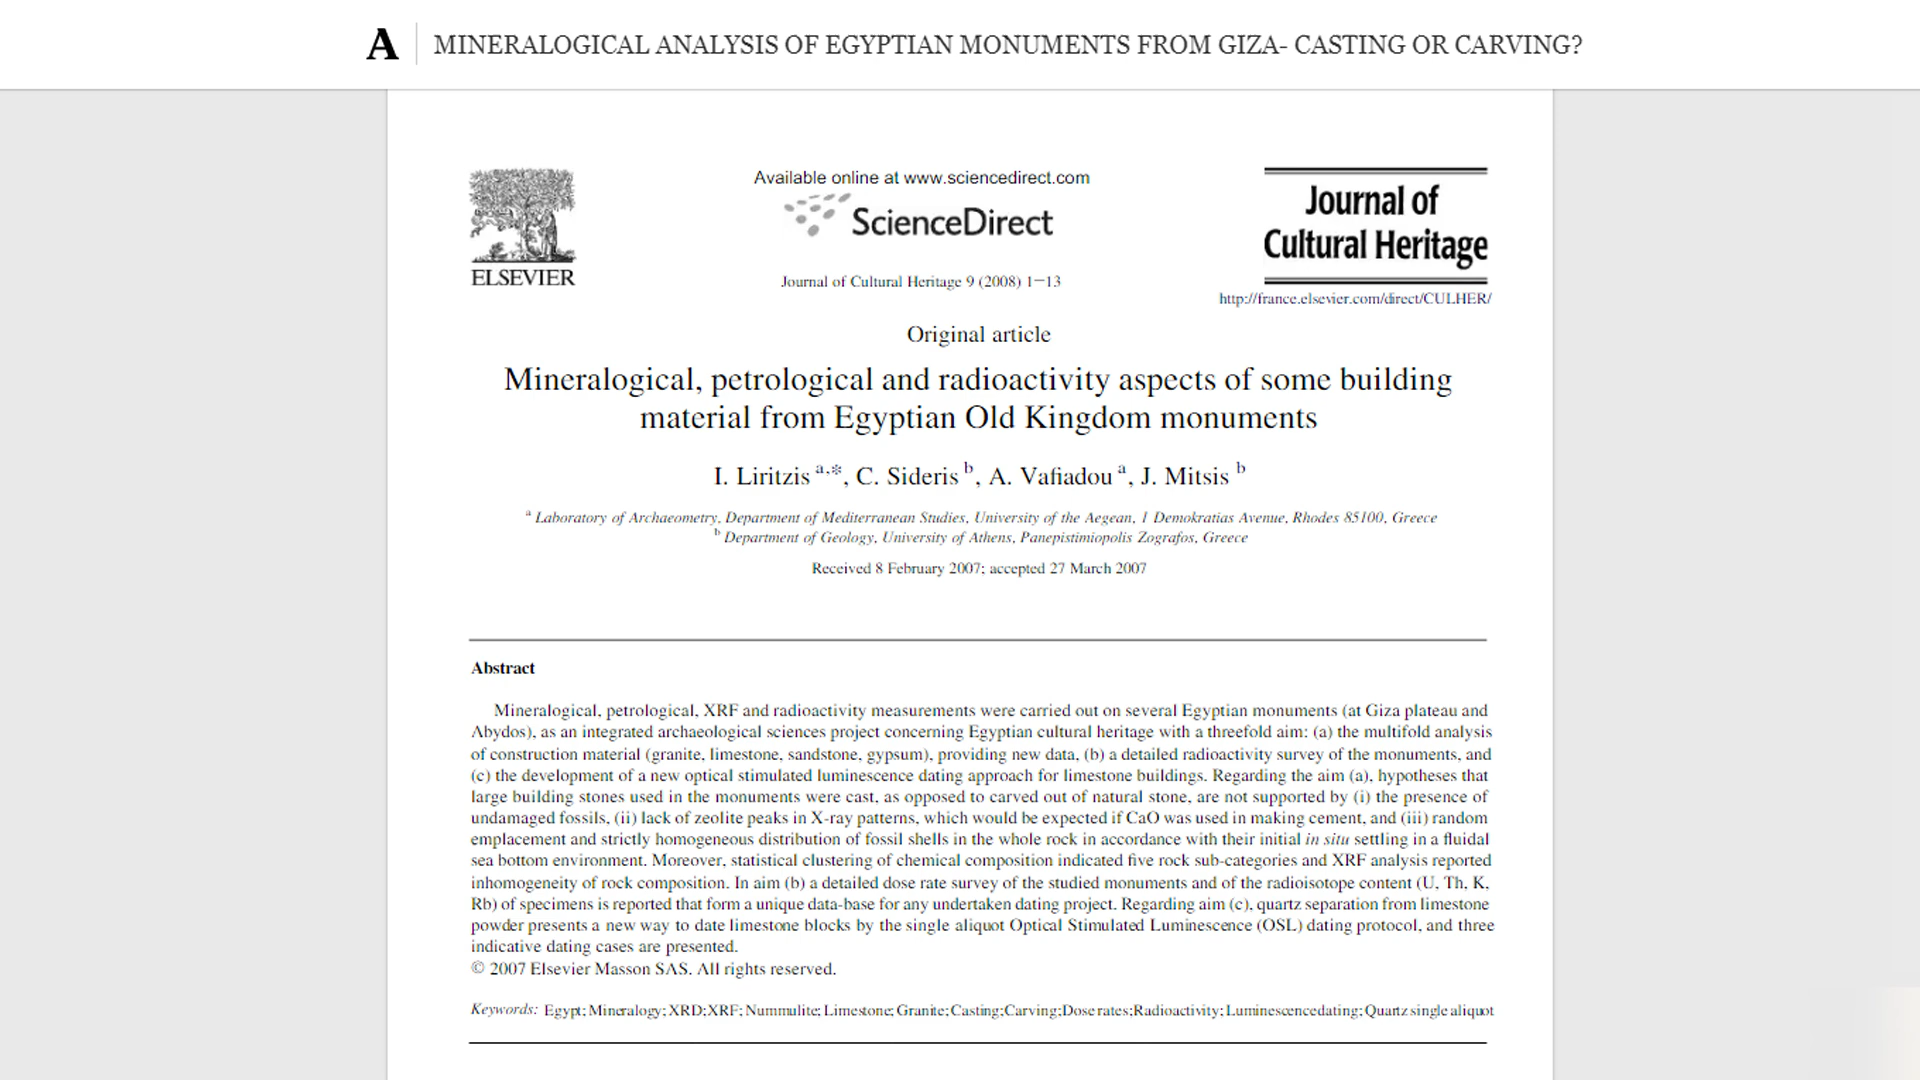 A MINERALOGICAL ANALYSIS OF EGYPTIAN MONUMENTS FROM GIZA- CASTING OR CARVING?
ELSEVIER
Available online at www.sciencedirect.com
ScienceDirect
Journal of Cultural Heritage 9 (2008) 1–13
Journal of
Cultural Heritage
http://france.elsevier.com/direct/CULHER/
Original article
Mineralogical, petrological and radioactivity aspects of some building
material from Egyptian Old Kingdom monuments
I. Liritzis a,*, C. Sideris b, A. Vafiadou a, J. Mitsis b
a Laboratory of Archaeometry, Department of Mediterranean Studies, University of the Aegean, 1 Demokratias Avenue, Rhodes 85100, Greece
b Department of Geology, University of Athens, Panepistimiopolis Zografos, Greece
Received 8 February 2007; accepted 27 March 2007
Abstract
Mineralogical, petrological, XRF and radioactivity measurements were carried out on several Egyptian monuments (at Giza plateau and
Abydos), as an integrated archaeological sciences project concerning Egyptian cultural heritage with a threefold aim: (a) the multifold analysis
of construction material (granite, limestone, sandstone, gypsum), providing new data, (b) a detailed radioactivity survey of the monuments, and
(c) the development of a new optical stimulated luminescence dating approach for limestone buildings. Regarding the aim (a), hypotheses that
large building stones used in the monuments were cast, as opposed to carved out of natural stone, are not supported by (i) the presence of
undamaged fossils, (ii) lack of zeolite peaks in X-ray patterns, which would be expected if CaO was used in making cement, and (iii) random
emplacement and strictly homogeneous distribution of fossil shells in the whole rock in accordance with their initial in situ settling in a fluidal
sea bottom environment. Moreover, statistical clustering of chemical composition indicated five rock sub-categories and XRF analysis reported
inhomogeneity of rock composition. In aim (b) a detailed dose rate survey of the studied monuments and of the radioisotope content (U, Th, K,
Rb) of specimens is reported that form a unique data-base for any undertaken dating project. Regarding aim (c), quartz separation from limestone
powder presents a new way to date limestone blocks by the single aliquot Optical Stimulated Luminescence (OSL) dating protocol, and three
indicative dating cases are presented.
© 2007 Elsevier Masson SAS. All rights reserved.
Keywords: Egypt; Mineralogy; XRD; XRF; Nummulite; Limestone; Granite; Casting; Carving; Dose rates; Radioactivity; Luminescence dating; Quartz single aliquot